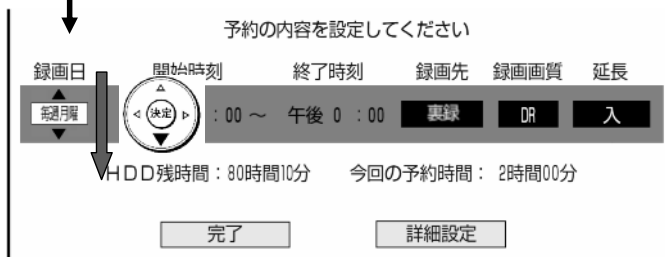 予約の内容を設定してください
録画日 開始時刻 終了時刻 録画先 録画画質 延長
毎週月曜 決定 :00～ 午後 0 :00 裏録 DR 入
HDD残時間：80時間10分 今回の予約時間： 2時間00分
完了 詳細設定